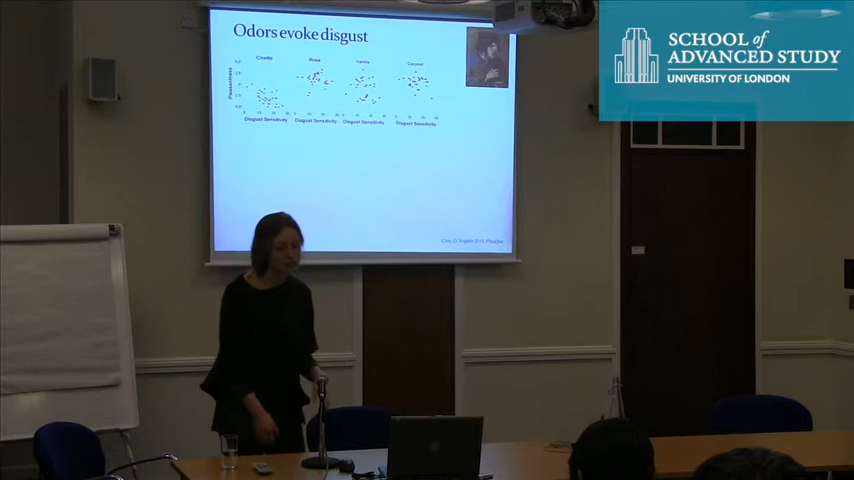 Odors evoke disgust
Civette
Rose
Vanilla
Coconut
Pleasantness
Disgust Sensitivity
Disgust Sensitivity
Disgust Sensitivity
Disgust Sensitivity
SCHOOL of
ADVANCED STUDY
UNIVERSITY OF LONDON